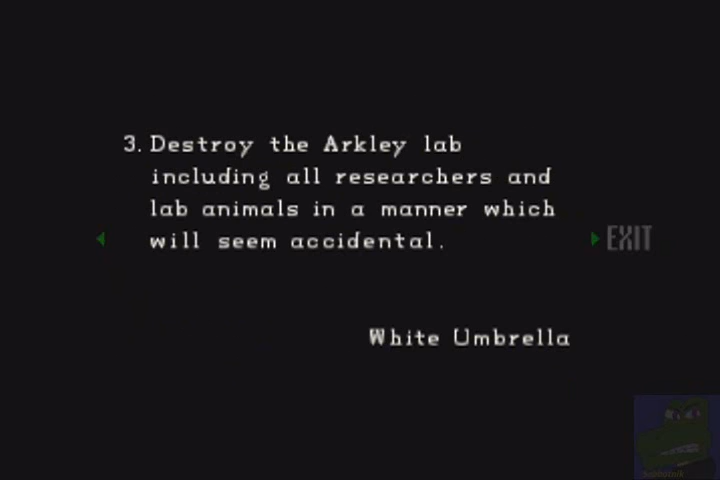 3. Destroy the Arkley lab
including all researchers and
lab animals in a manner which
will seem accidental.
EXIT
White Umbrella